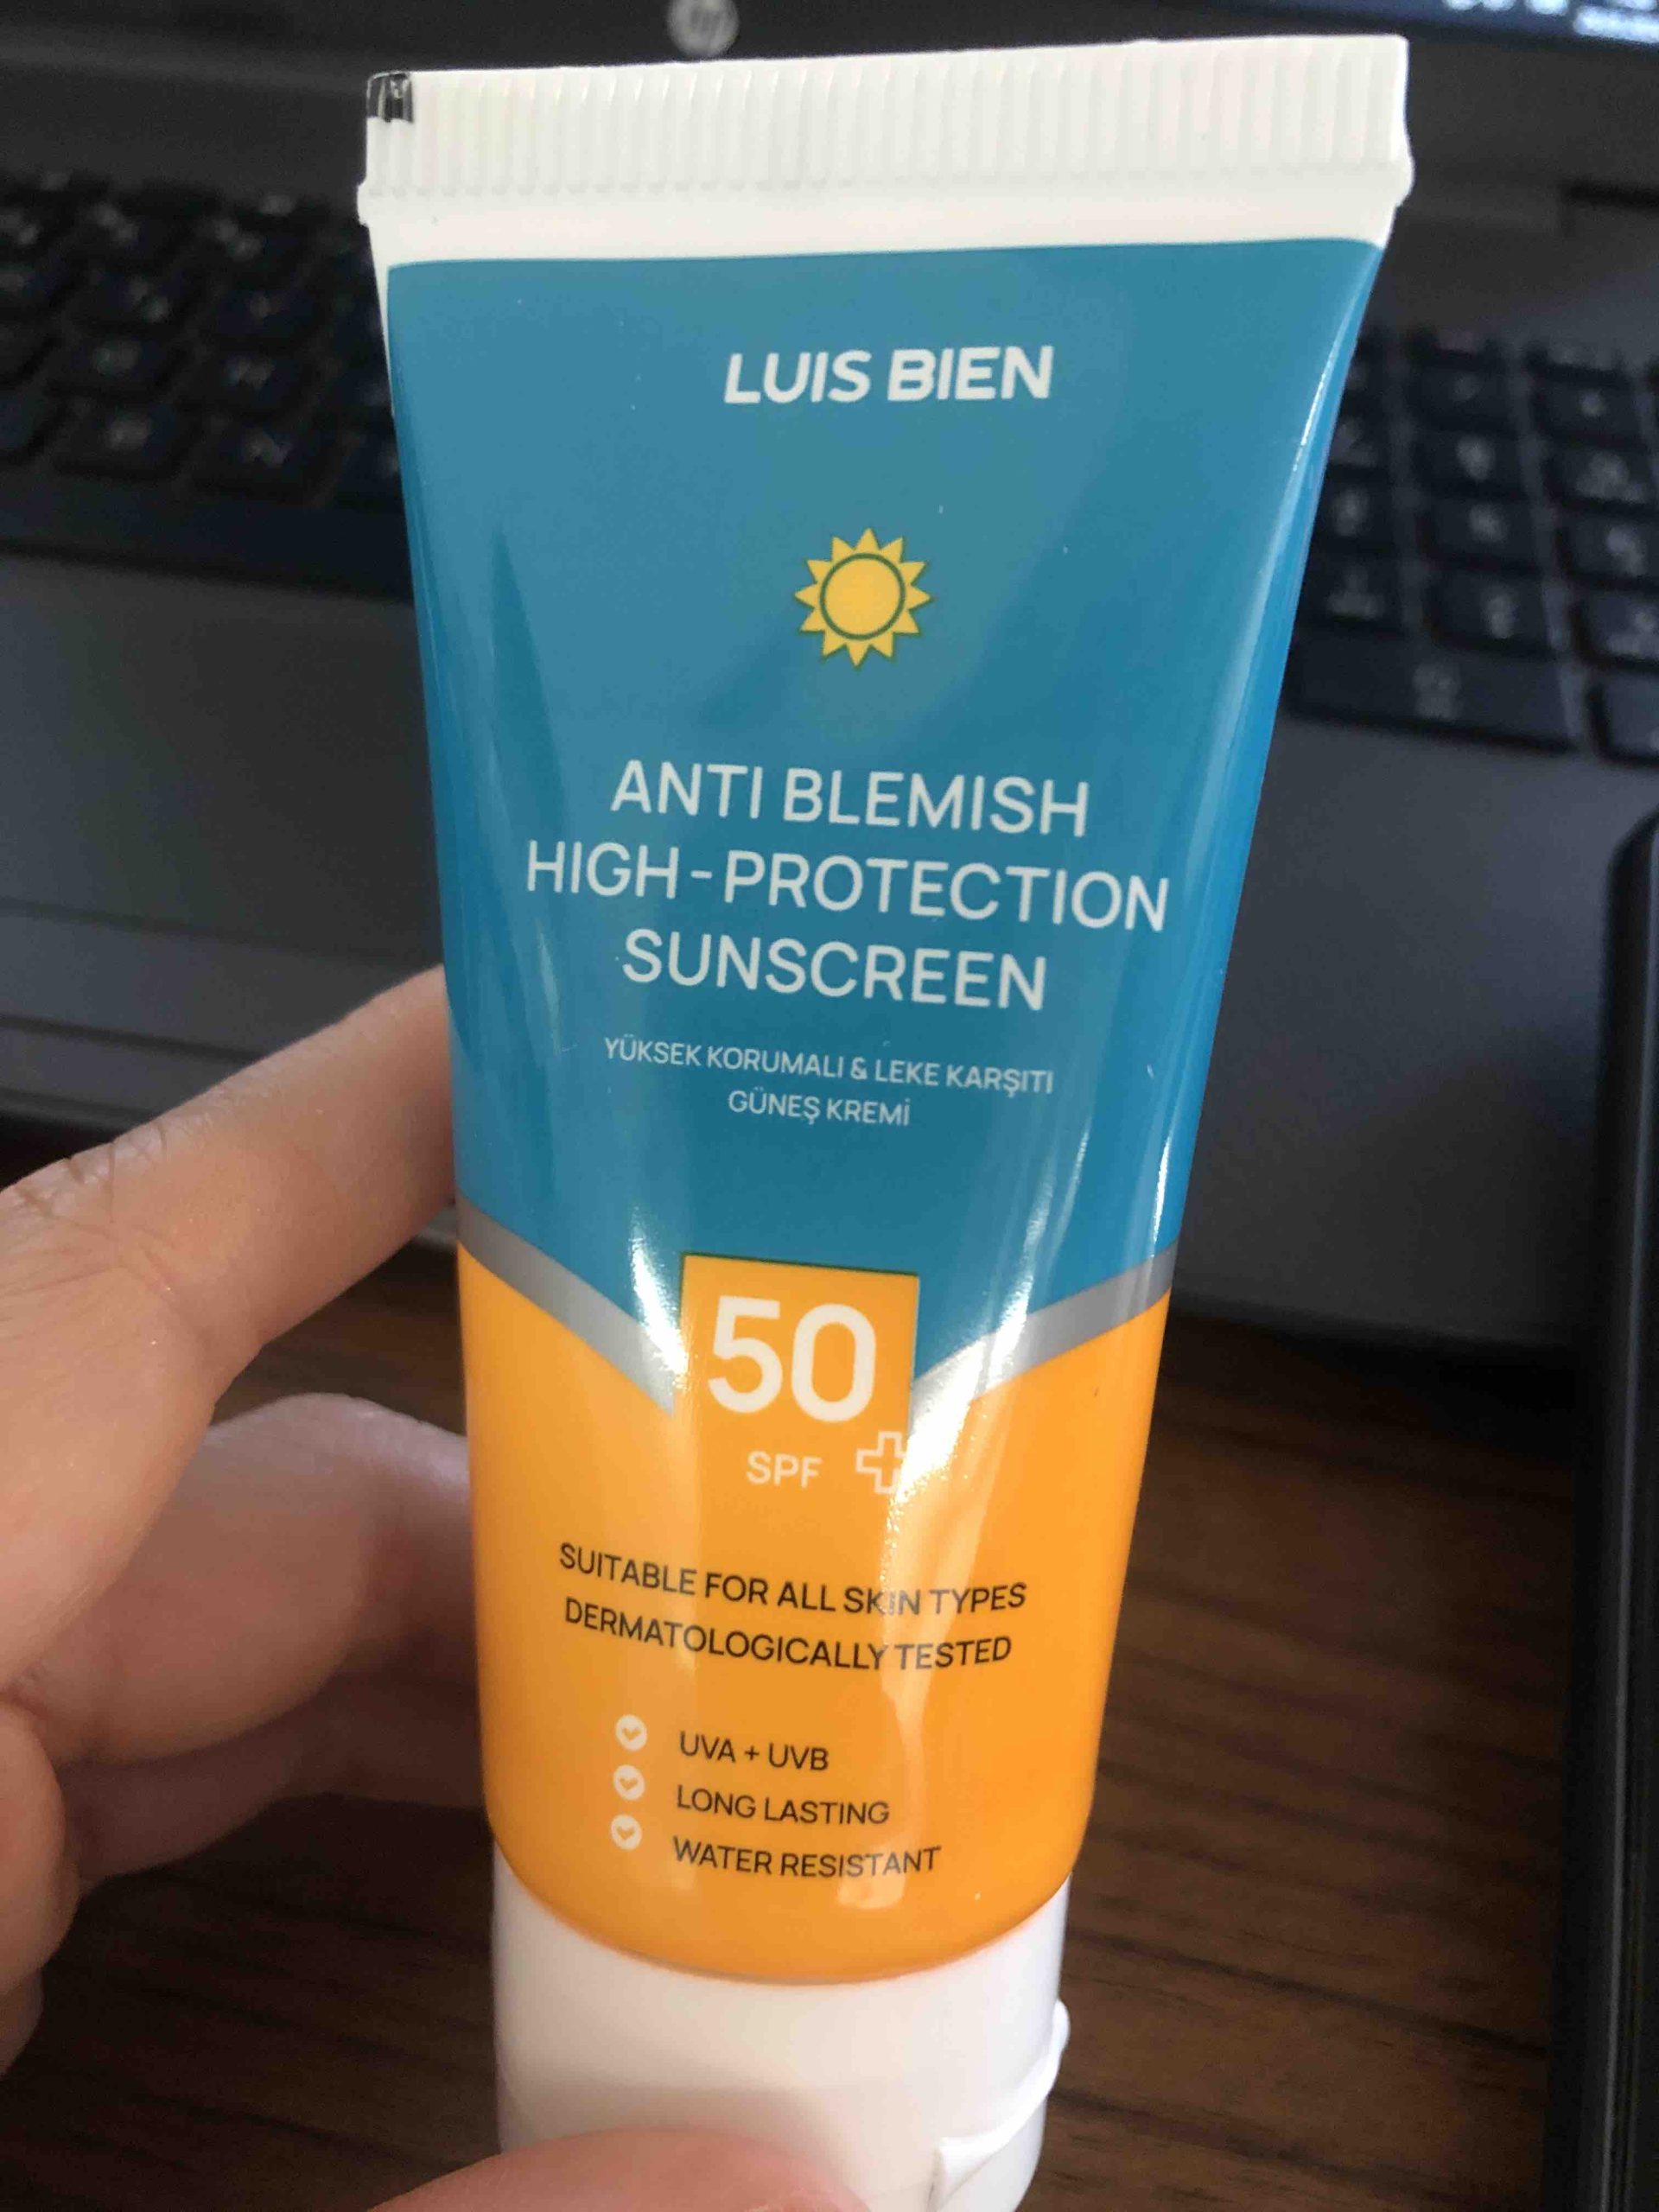 hp
LUIS BIEN
ANTI BLEMISH
HIGH-PROTECTION
SUNSCREEN
YÜKSEK KORUMALI & LEKE KARŞITI
GÜNEŞ KREMİ
50
SPF +
SUITABLE FOR ALL SKIN TYPES
DERMATOLOGICALLY TESTED
UVA + UVB
LONG LASTING
WATER RESISTANT